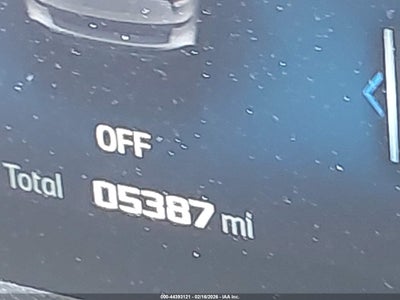 OFF
Total 05387 mi
000-44393121 - 02/16/2026 - IAA Inc.